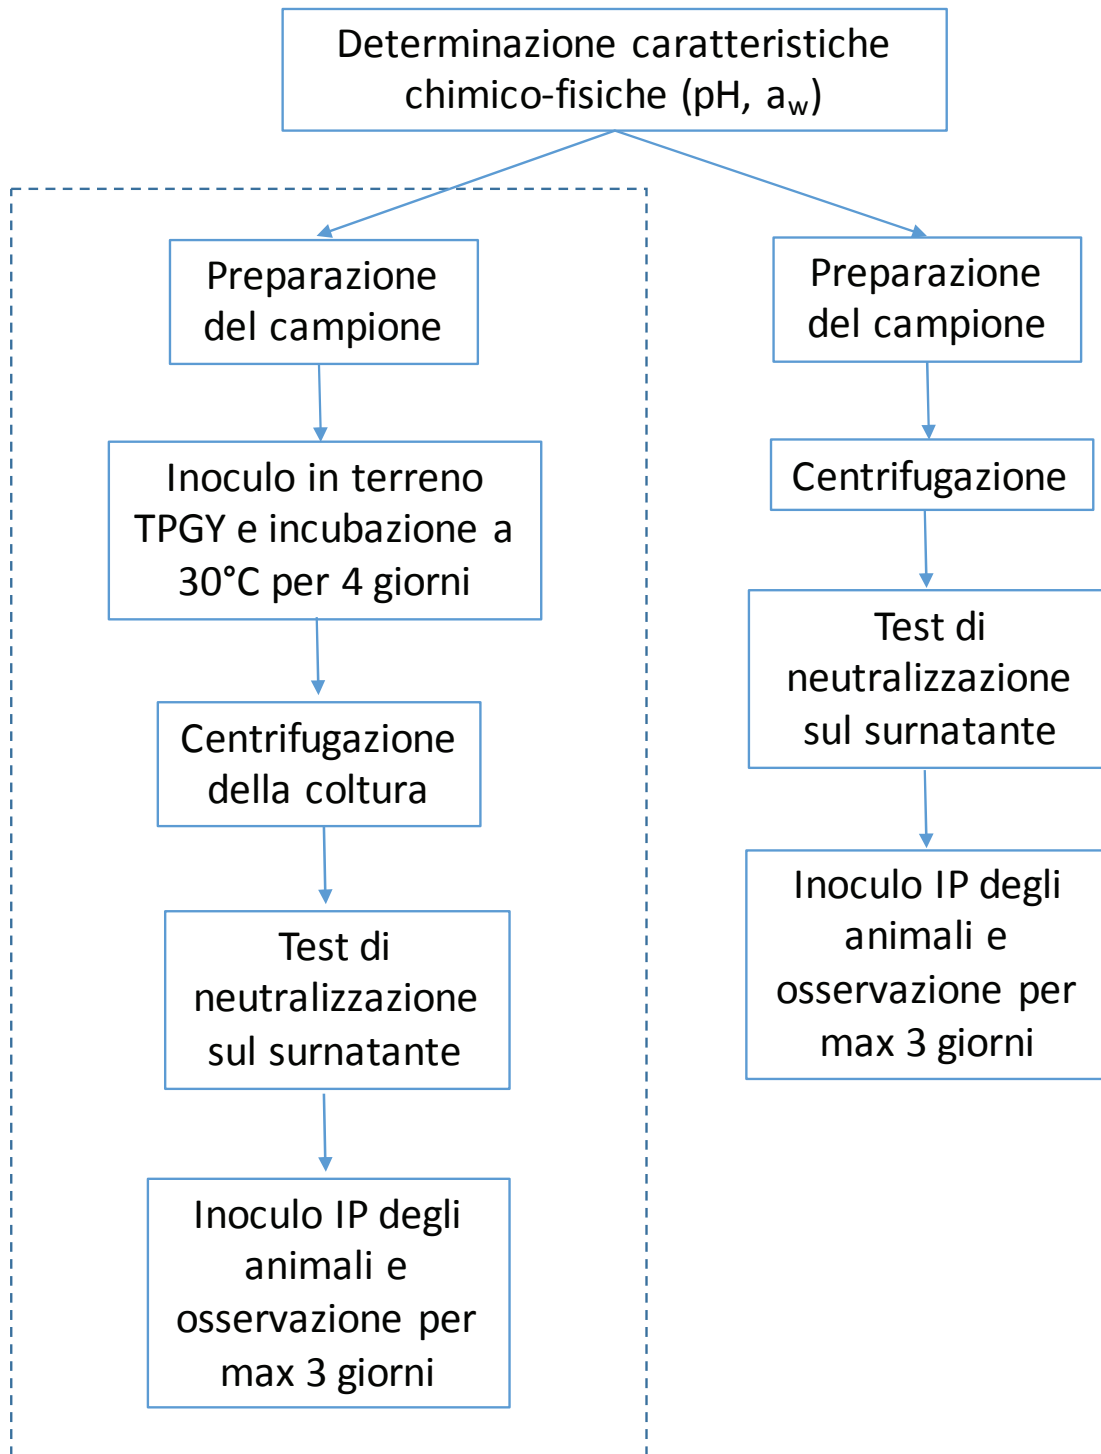 Determinazione caratteristiche
chimico-fisiche (pH, aw)
Preparazione
del campione
Inoculo in terreno
TPGY e incubazione a
30°C per 4 giorni
Centrifugazione
della coltura
Test di
neutralizzazione
sul surnatante
Inoculo IP degli
animali e
osservazione per
max 3 giorni
Preparazione
del campione
Centrifugazione
Test di
neutralizzazione
sul surnatante
Inoculo IP degli
animali e
osservazione per
max 3 giorni